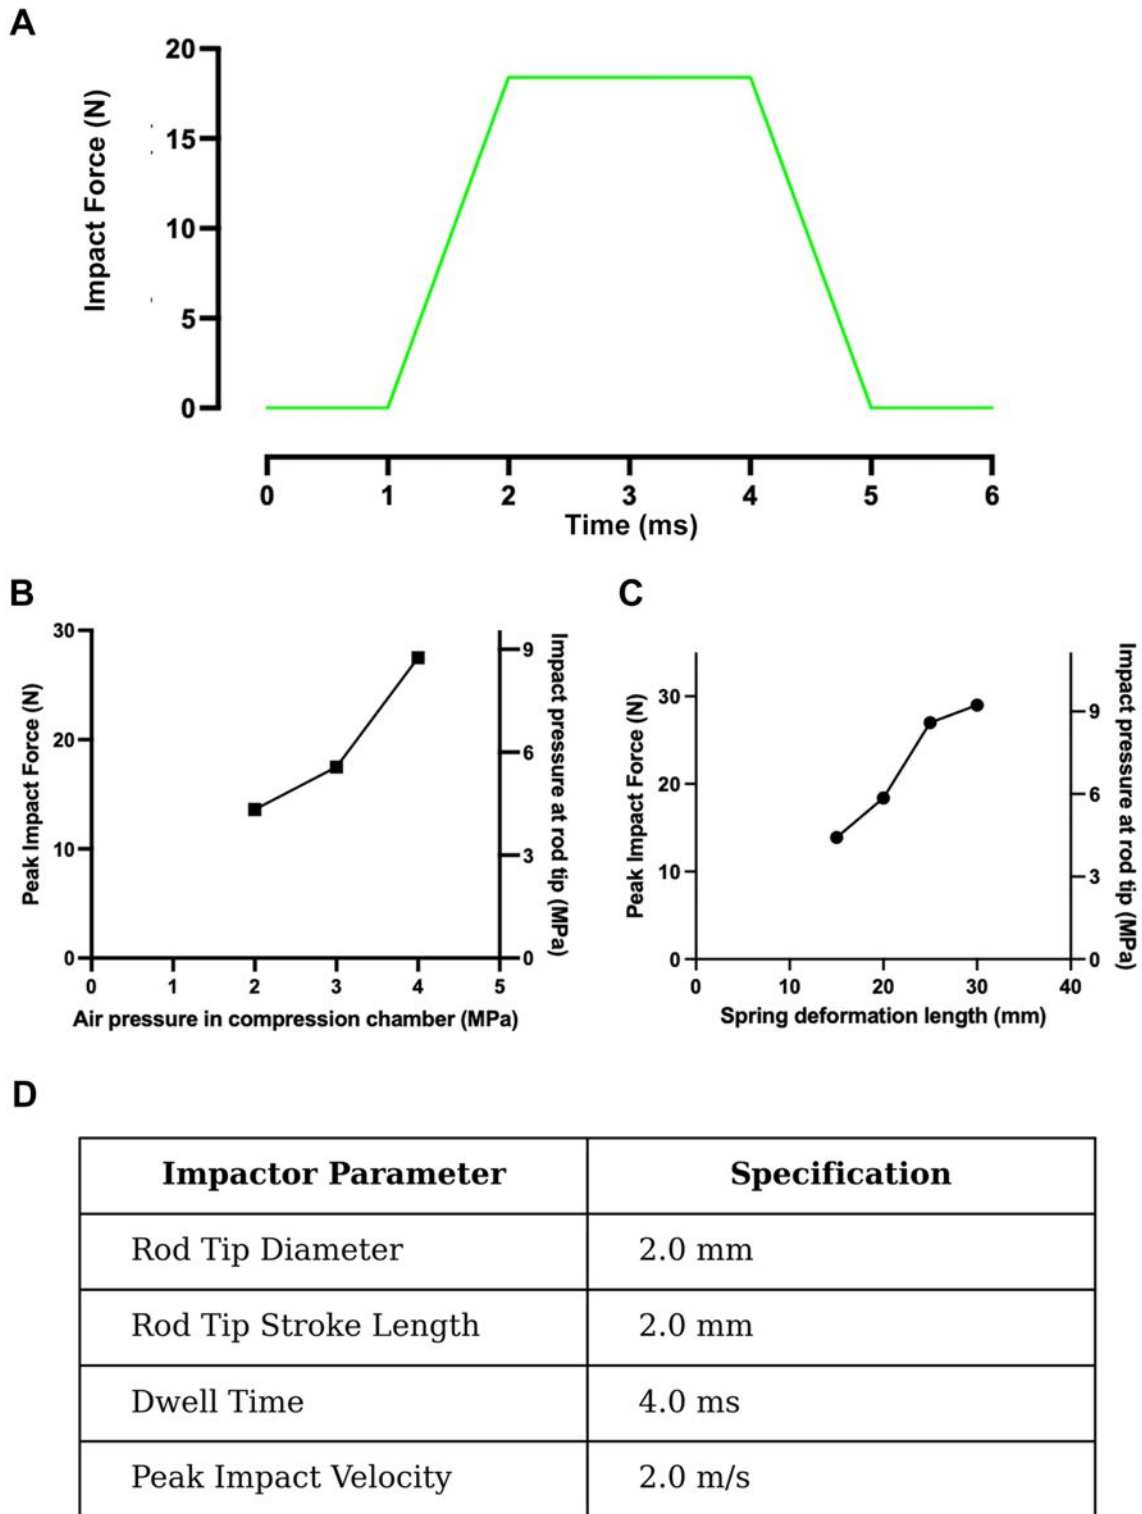 A
Impact Force (N)
20
15
10
5
0
0 1 2 3 4 5 6
Time (ms)
B
Peak Impact Force (N)
30
20
10
0
9
6
3
0
Impact pressure at rod tip (MPa)
0 1 2 3 4 5
Air pressure in compression chamber (MPa)
C
Peak Impact Force (N)
30
20
10
0
9
6
3
0
Impact pressure at rod tip (MPa)
0 10 20 30 40
Spring deformation length (mm)
D
Impactor Parameter Specification
Rod Tip Diameter 2.0 mm
Rod Tip Stroke Length 2.0 mm
Dwell Time 4.0 ms
Peak Impact Velocity 2.0 m/s